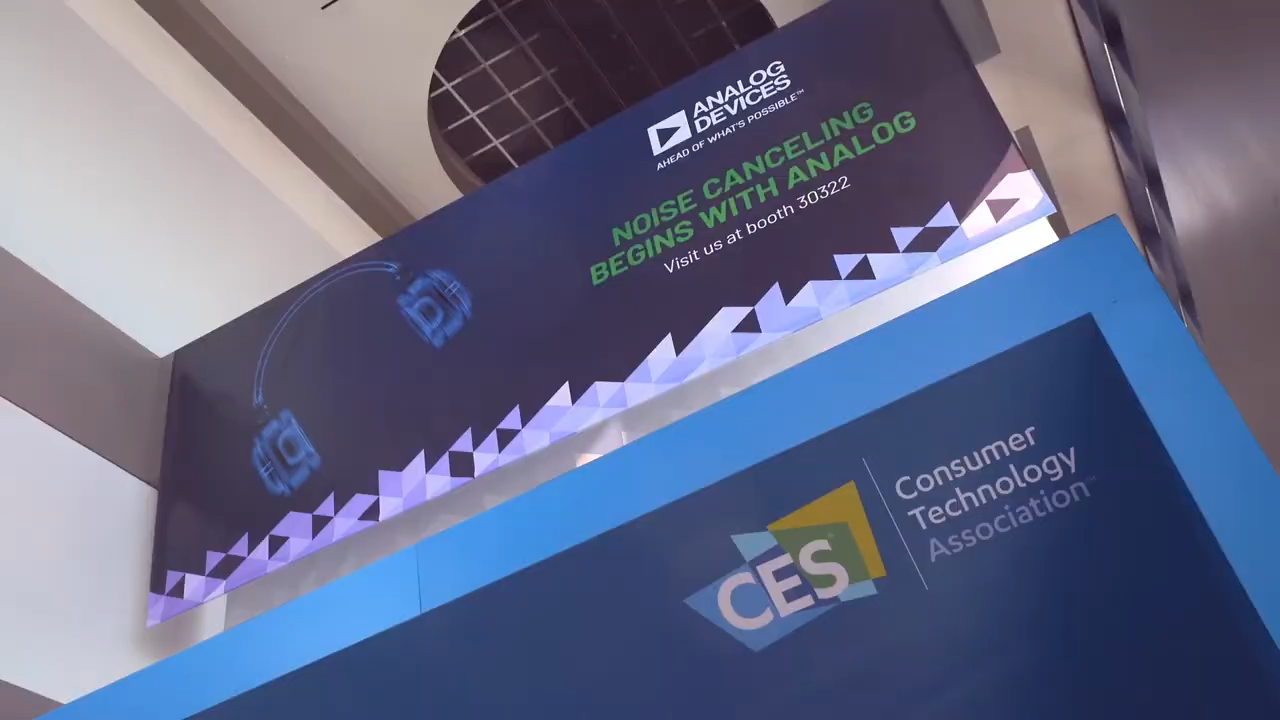 ANALOG
DEVICES
AHEAD OF WHAT'S POSSIBLE™
NOISE CANCELING
BEGINS WITH ANALOG
Visit us at booth 30322
CES
Consumer
Technology
Association™